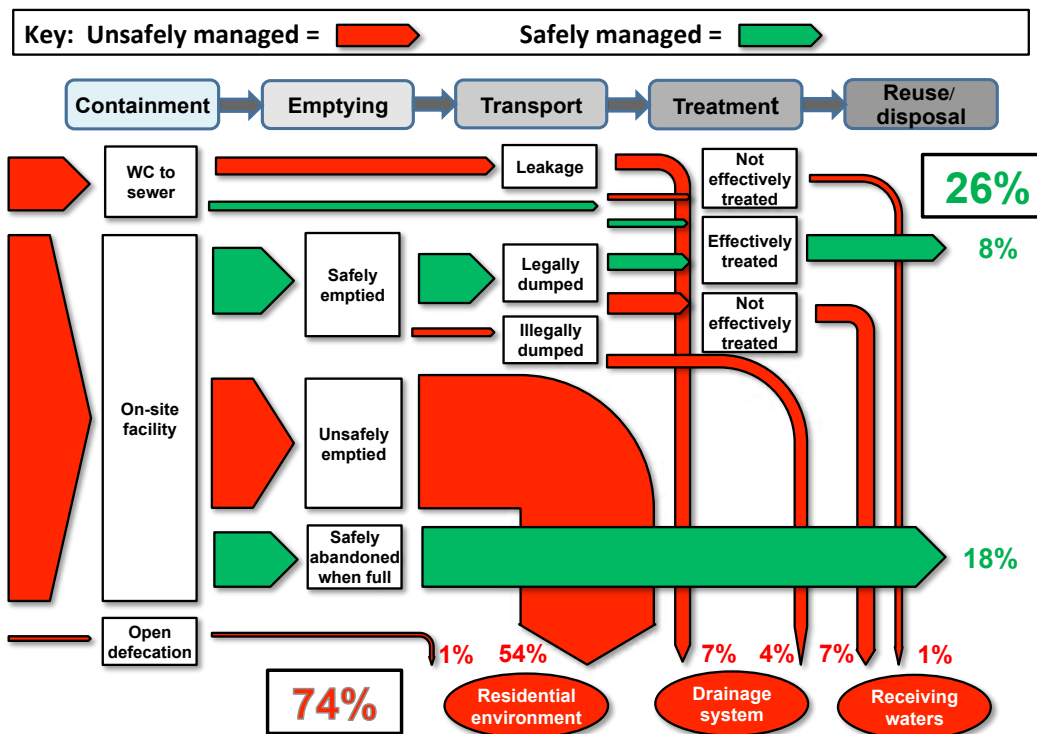 Key: Unsafely managed =
Safely managed =
Containment
Emptying
Transport
Treatment
Reuse/
disposal
WC to
sewer
Leakage
Not
effectively
treated
26%
On-site
facility
Safely
emptied
Legally
dumped
Effectively
treated
8%
Illegally
dumped
Not
effectively
treated
Unsafely
emptied
Safely
abandoned
when full
18%
Open
defecation
1%
54%
7%
4%
7%
1%
74%
Residential
environment
Drainage
system
Receiving
waters